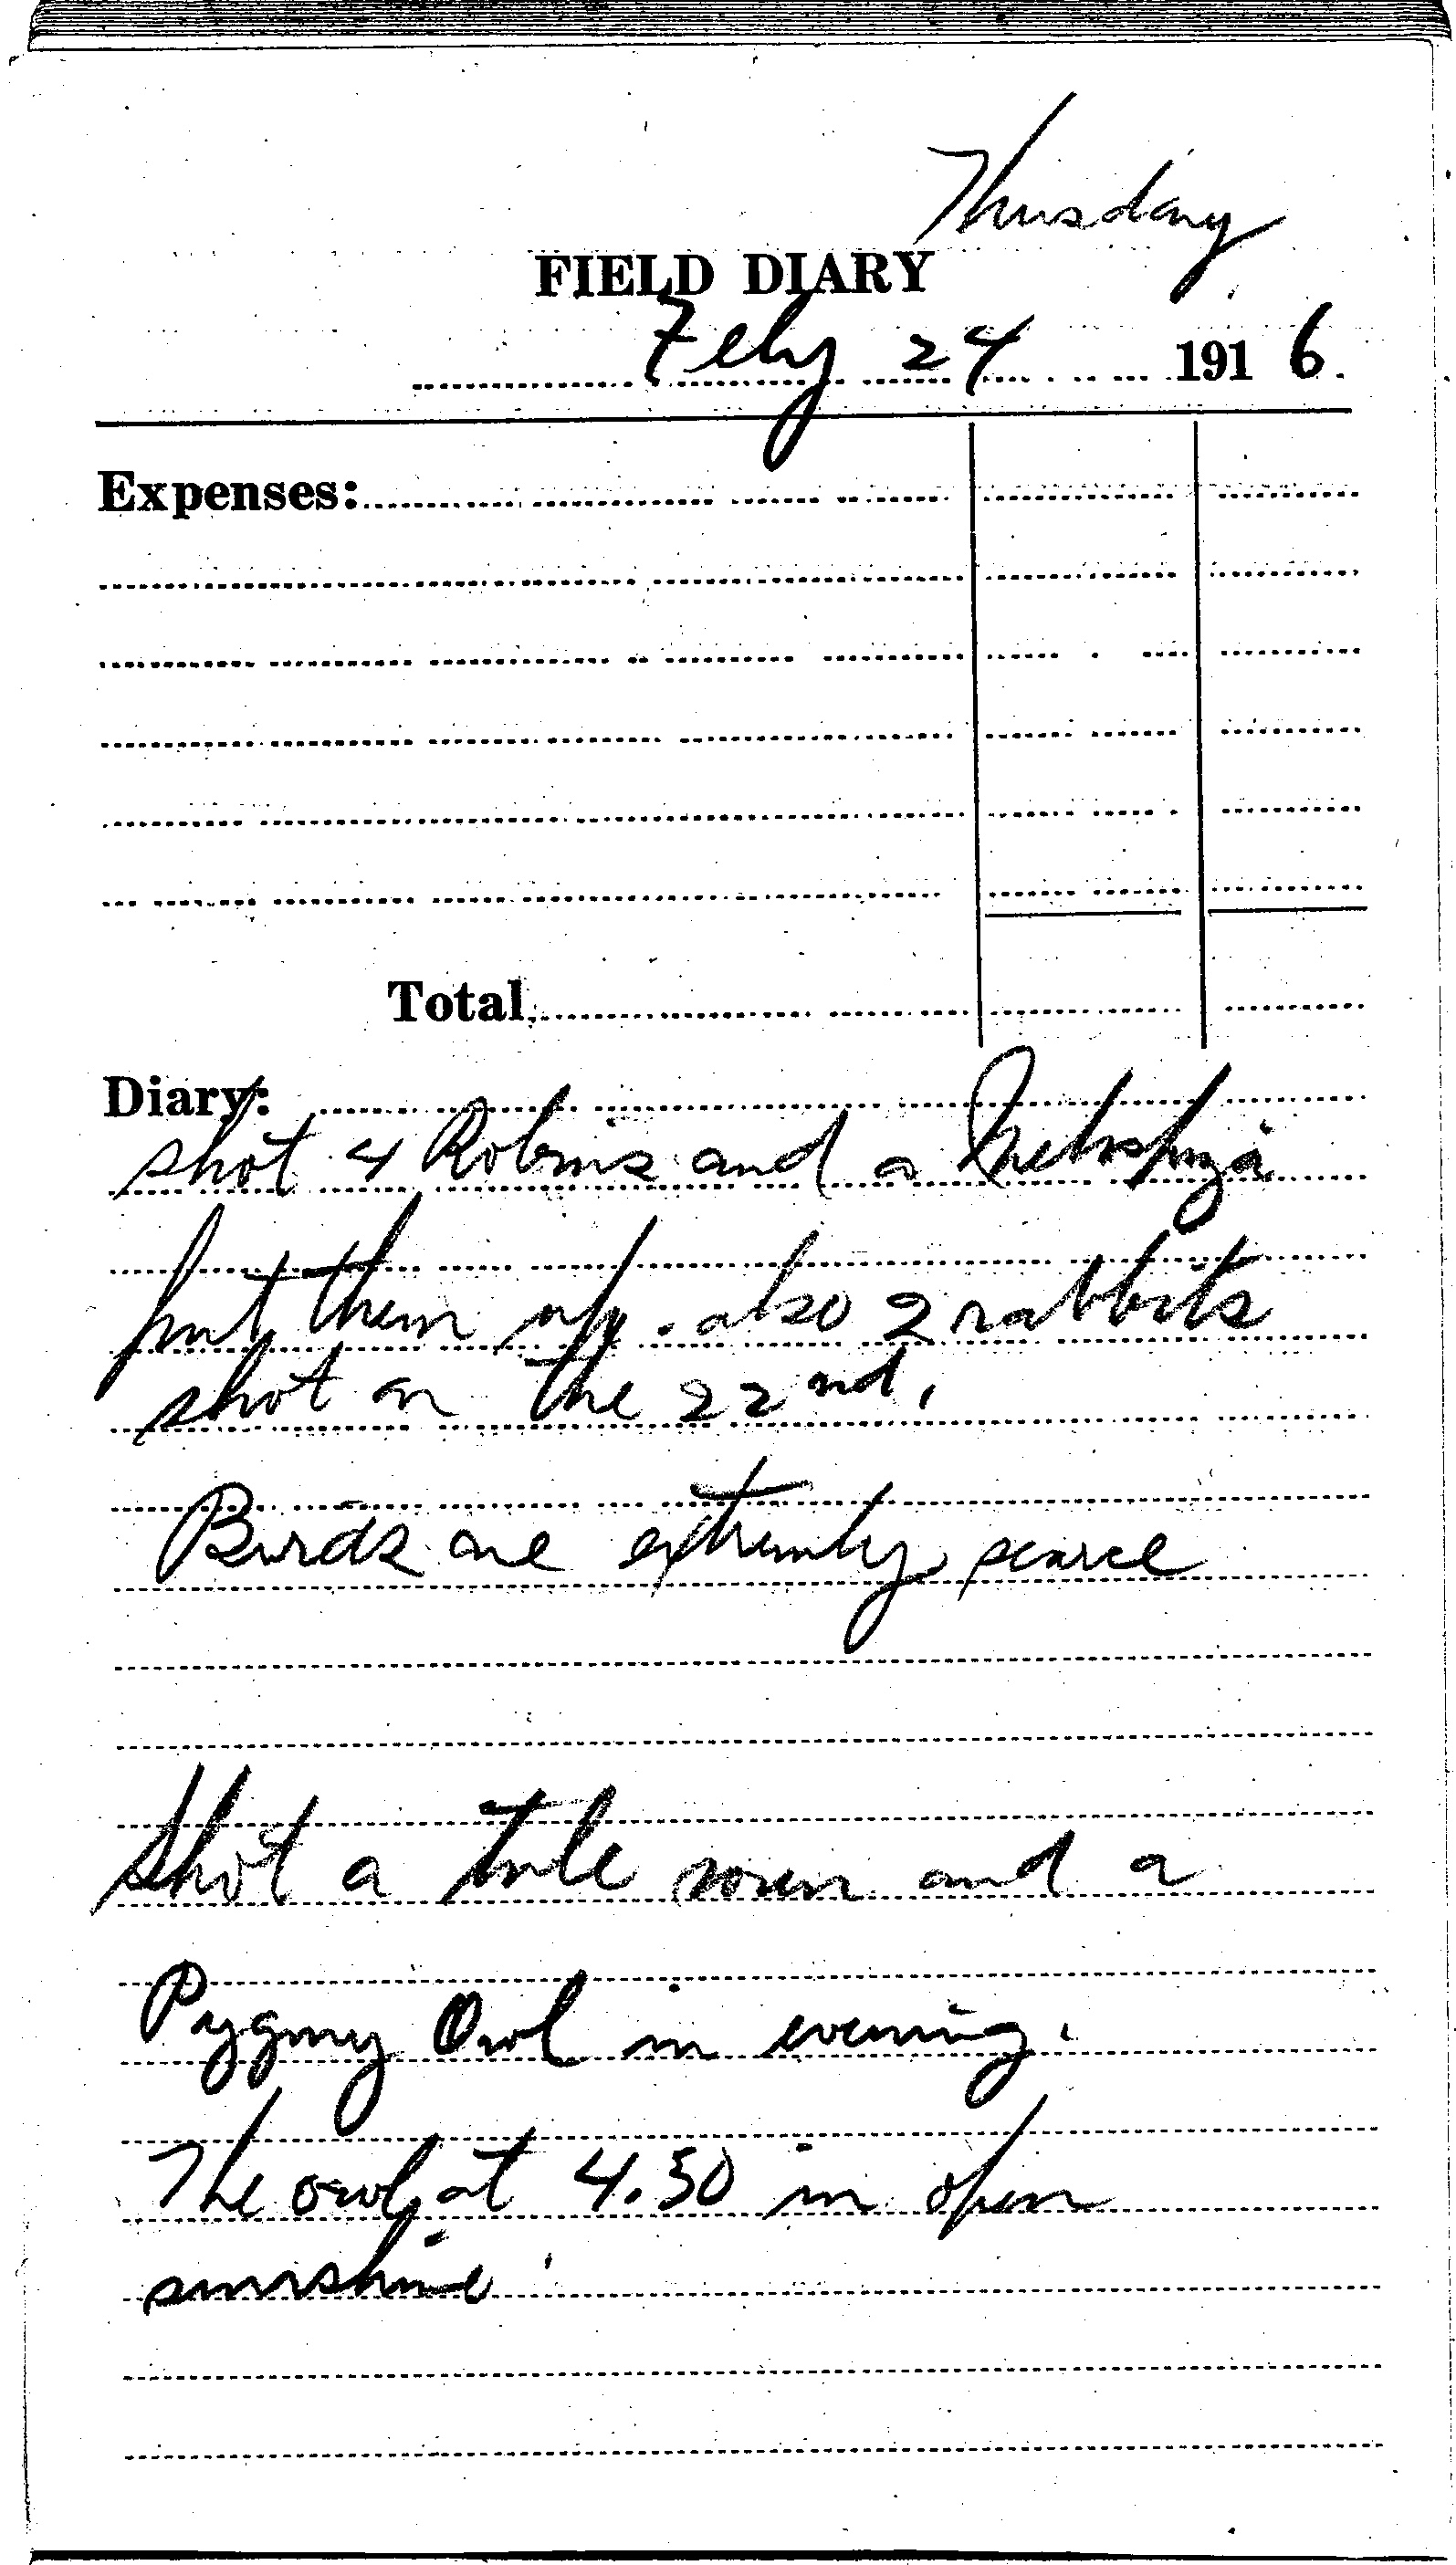 Thursday
FIELD DIARY
Feby 24 1916.
Expenses:
Total
Diary:
shot 4 Robins and a Melospiza
put them up. also 2 rabbits
shot on the 22nd.
Birds are extremely scarce
Shot a tule wren and a
Pygmy Owl in evening.
The owl at 4.50 in open
sunshine